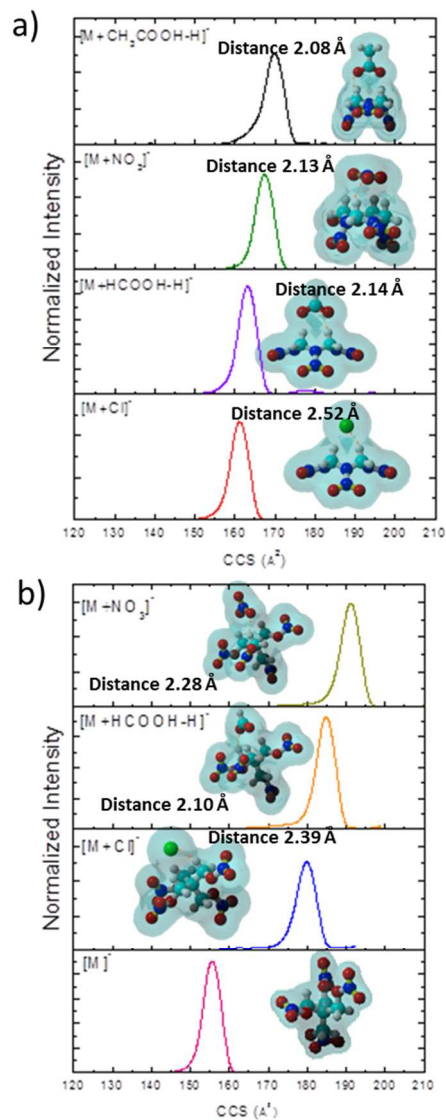 a)
[M+CH₃COOH-H]⁻
Distance 2.08 Å
[M+NO₂]⁻
Distance 2.13 Å
[M+HCOOH-H]⁻
Distance 2.14 Å
[M+Cl]⁻
Distance 2.52 Å
Normalized Intensity
120 130 140 150 160 170 180 190 200 210
CCS (Å²)
b)
[M+NO₃]⁻
Distance 2.28 Å
[M+HCOOH-H]⁻
Distance 2.10 Å
[M+Cl]⁻
Distance 2.39 Å
[M]⁻
Normalized Intensity
120 130 140 150 160 170 180 190 200 210
CCS (Å²)